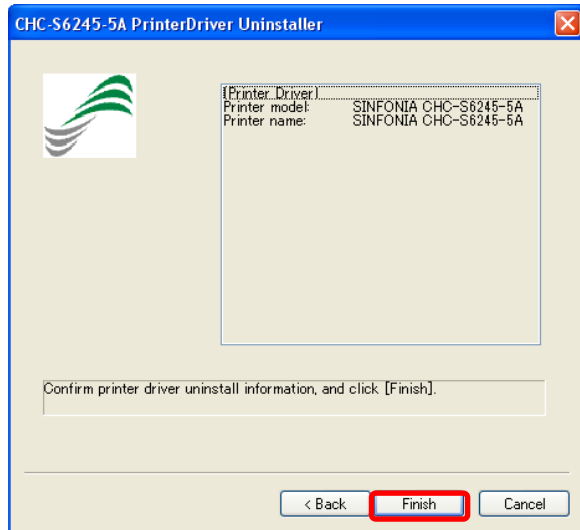 CHC-S6245-5A PrinterDriver Uninstaller
[Printer Driver]
Printer model: SINFONIA CHC-S6245-5A
Printer name: SINFONIA CHC-S6245-5A
Confirm printer driver uninstall information, and click [Finish].
< Back Finish Cancel